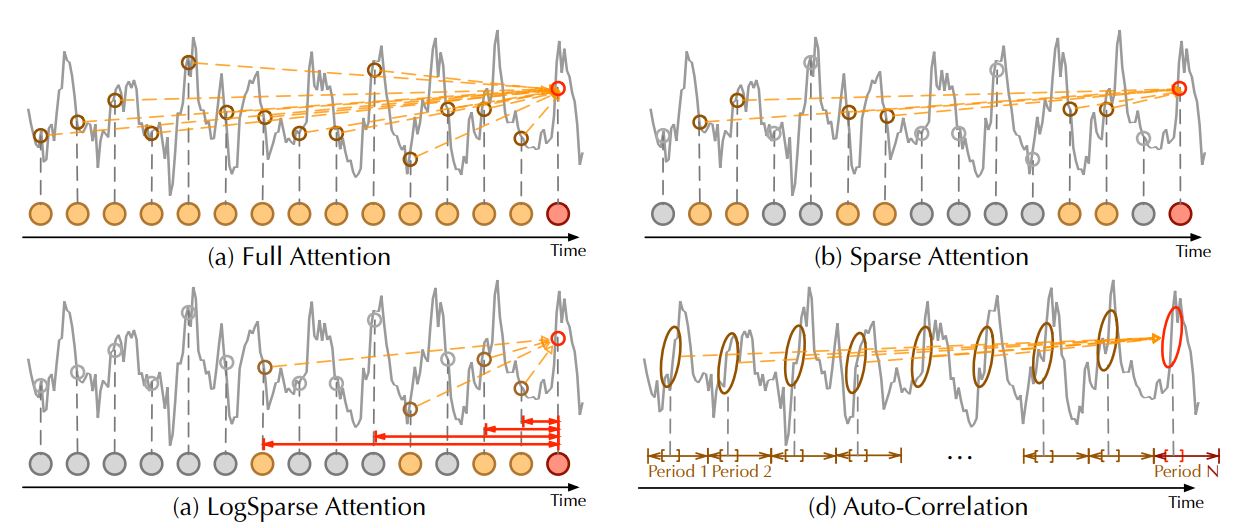 Time
(a) Full Attention
Time
(b) Sparse Attention
Time
(a) LogSparse Attention
Period 1 Period 2
...
Period N
Time
(d) Auto-Correlation